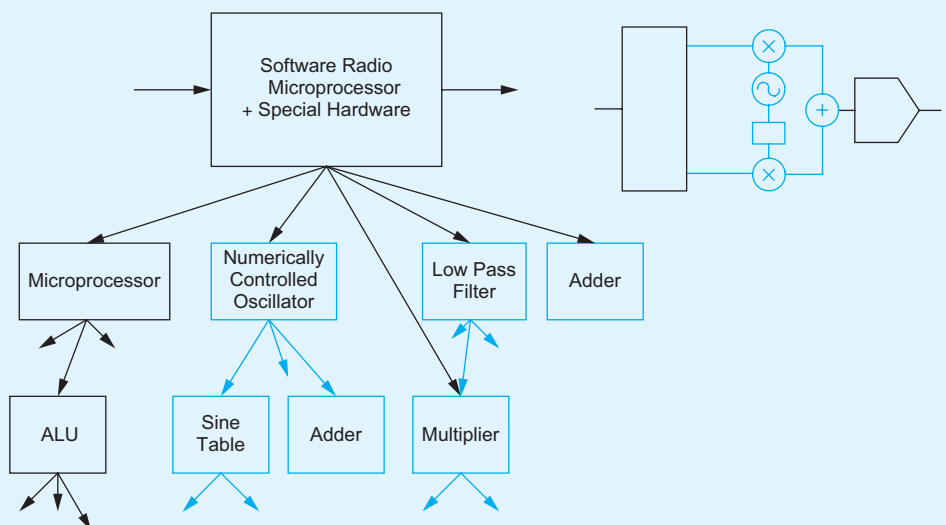 Software Radio
Microprocessor
+ Special Hardware
Microprocessor
Numerically
Controlled
Oscillator
Low Pass
Filter
Adder
ALU
Sine
Table
Adder
Multiplier